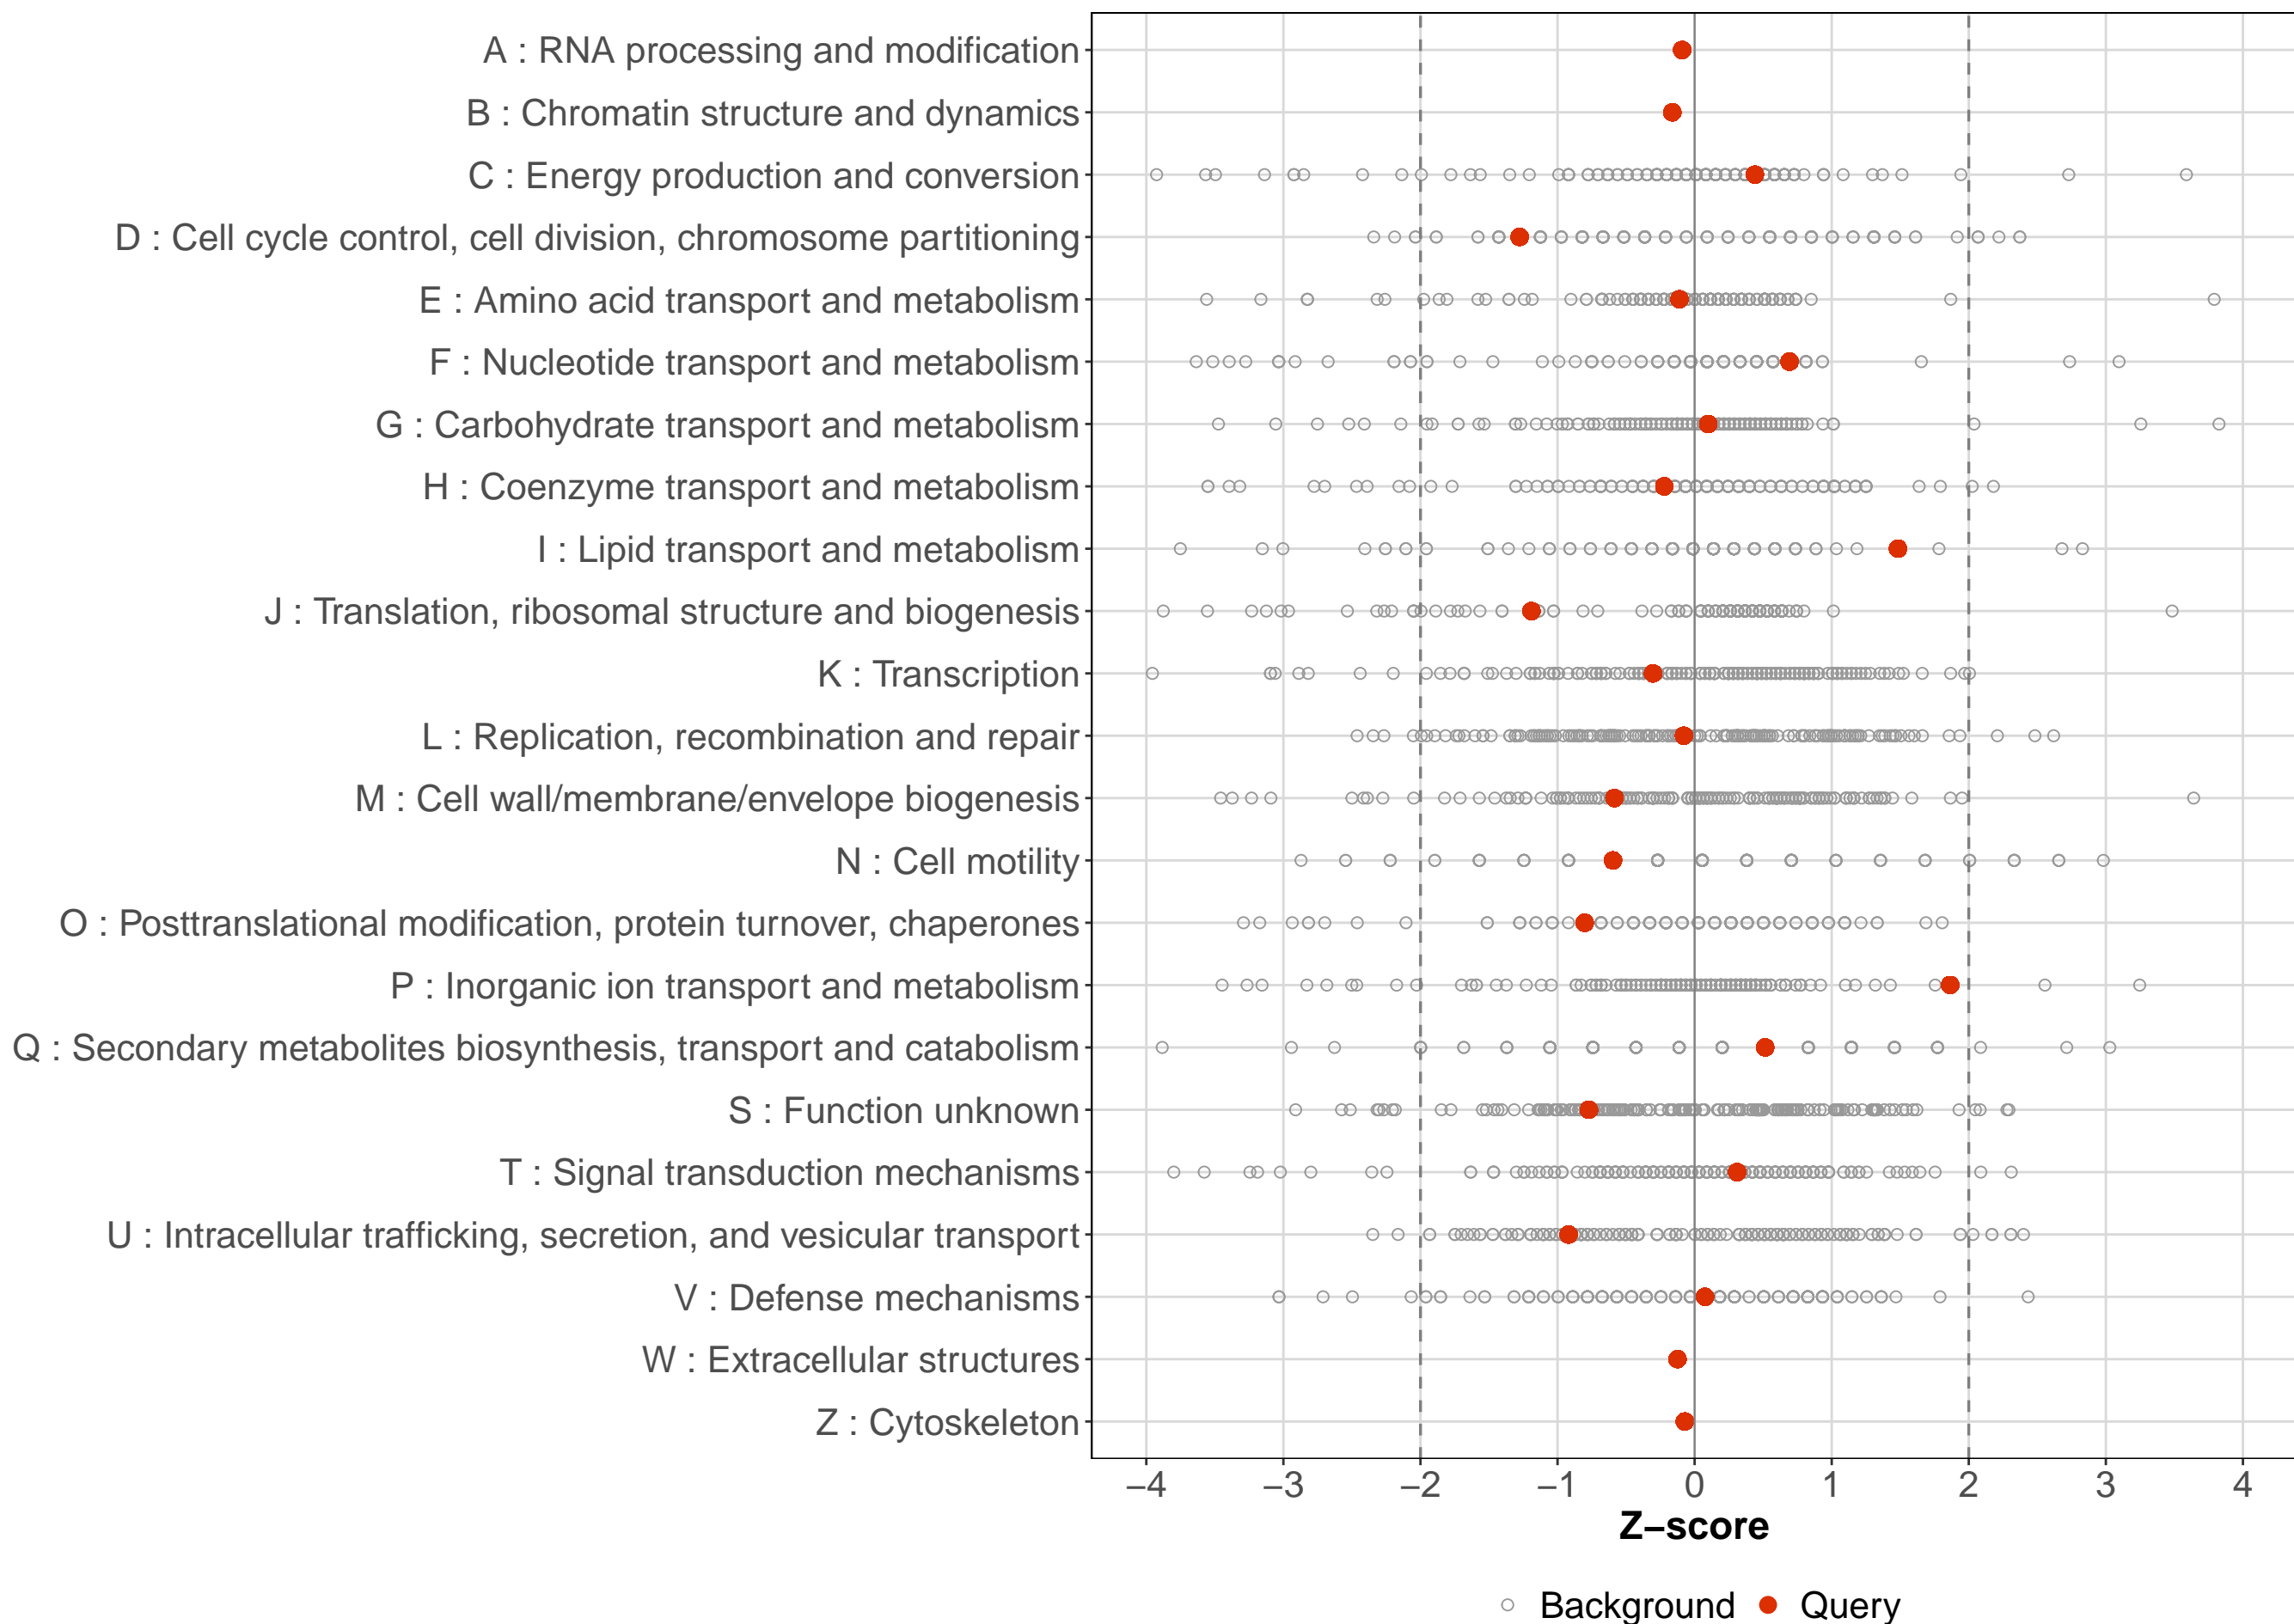 A : RNA processing and modification
B : Chromatin structure and dynamics
C : Energy production and conversion
D : Cell cycle control, cell division, chromosome partitioning
E : Amino acid transport and metabolism
F : Nucleotide transport and metabolism
G : Carbohydrate transport and metabolism
H : Coenzyme transport and metabolism
I : Lipid transport and metabolism
J : Translation, ribosomal structure and biogenesis
K : Transcription
L : Replication, recombination and repair
M : Cell wall/membrane/envelope biogenesis
N : Cell motility
O : Posttranslational modification, protein turnover, chaperones
P : Inorganic ion transport and metabolism
Q : Secondary metabolites biosynthesis, transport and catabolism
S : Function unknown
T : Signal transduction mechanisms
U : Intracellular trafficking, secretion, and vesicular transport
V : Defense mechanisms
W : Extracellular structures
Z : Cytoskeleton
−4 −3 −2 −1 0 1 2 3 4
Z−score
Background Query